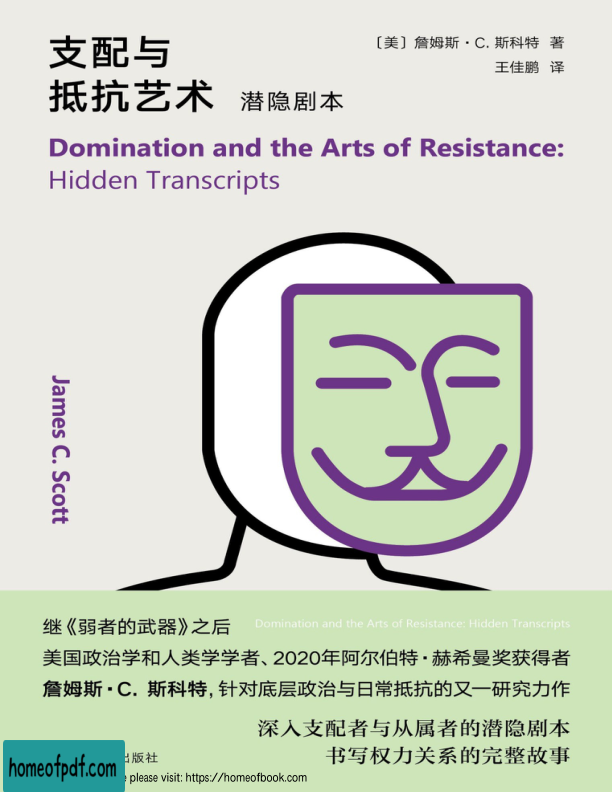 支配与
抵抗艺术 潜隐剧本
〔美〕詹姆斯·C. 斯科特 著
王佳鹏 译
Domination and the Arts of Resistance:
Hidden Transcripts
James C. Scott
继《弱者的武器》之后
Domination and the Arts of Resistance: Hidden Transcripts
美国政治学和人类学学者、2020年阿尔伯特·赫希曼奖获得者
詹姆斯·C. 斯科特，针对底层政治与日常抵抗的又一研究力作
深入支配者与从属者的潜隐剧本
书写权力关系的完整故事
出版社
homeofpdf.com
please visit: https://homeofbook.com